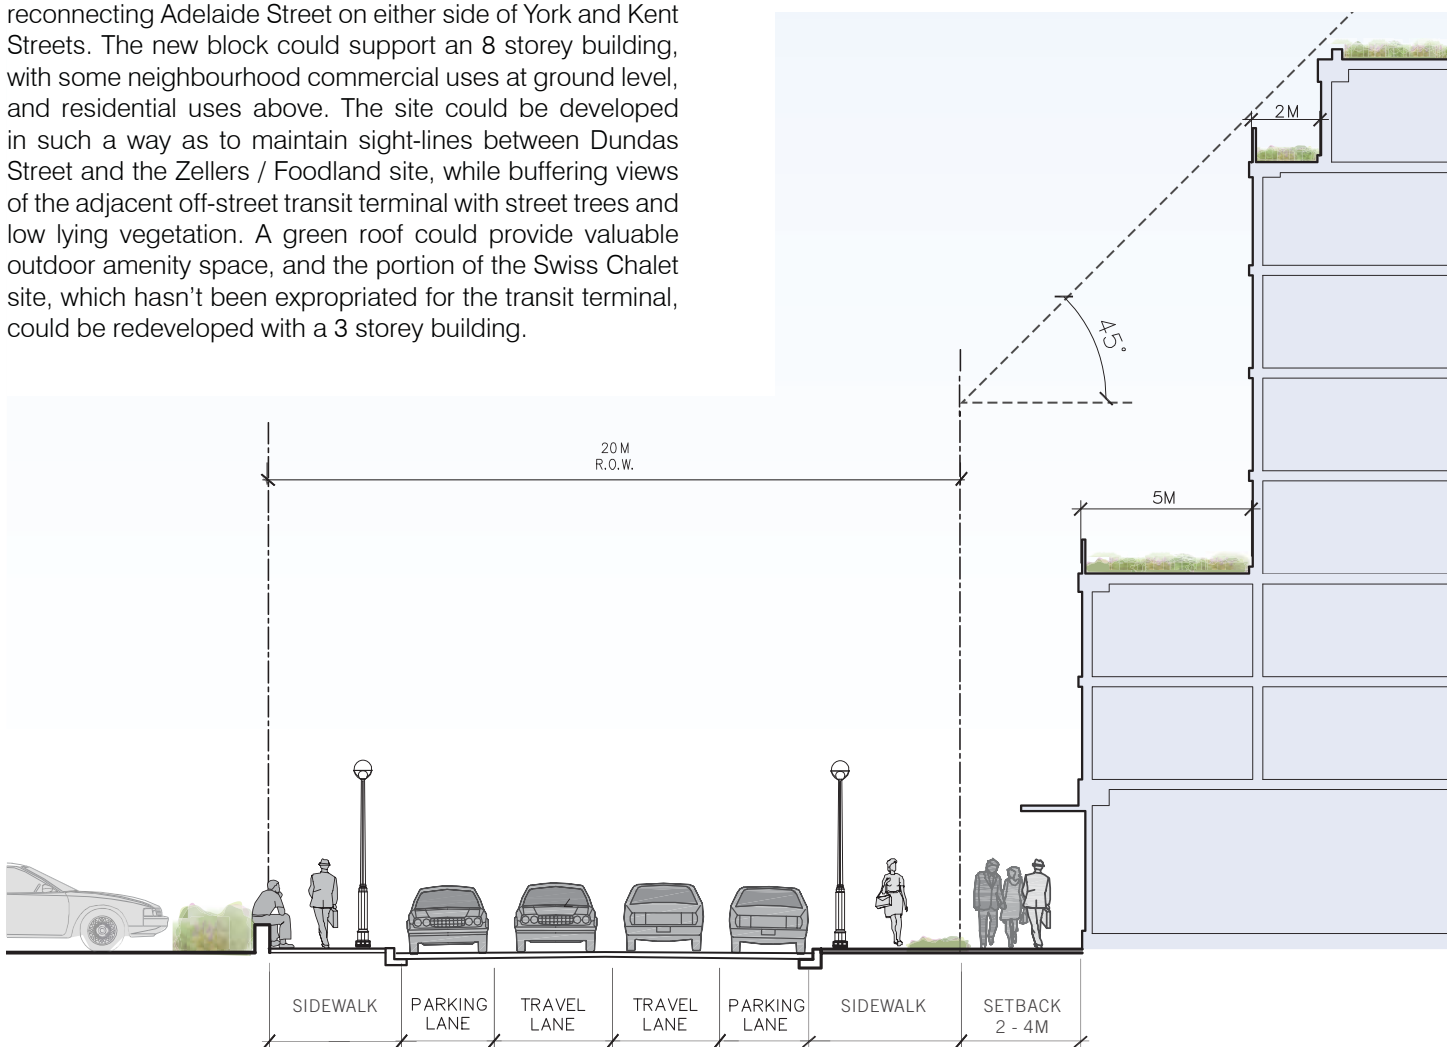 reconnecting Adelaide Street on either side of York and Kent
Streets. The new block could support an 8 storey building,
with some neighbourhood commercial uses at ground level,
and residential uses above. The site could be developed
in such a way as to maintain sight-lines between Dundas
Street and the Zellers / Foodland site, while buffering views
of the adjacent off-street transit terminal with street trees and
low lying vegetation. A green roof could provide valuable
outdoor amenity space, and the portion of the Swiss Chalet
site, which hasn’t been expropriated for the transit terminal,
could be redeveloped with a 3 storey building.
2M
45°
20M
R.O.W.
5M
SIDEWALK
PARKING
LANE
TRAVEL
LANE
TRAVEL
LANE
PARKING
LANE
SIDEWALK
SETBACK
2 - 4M